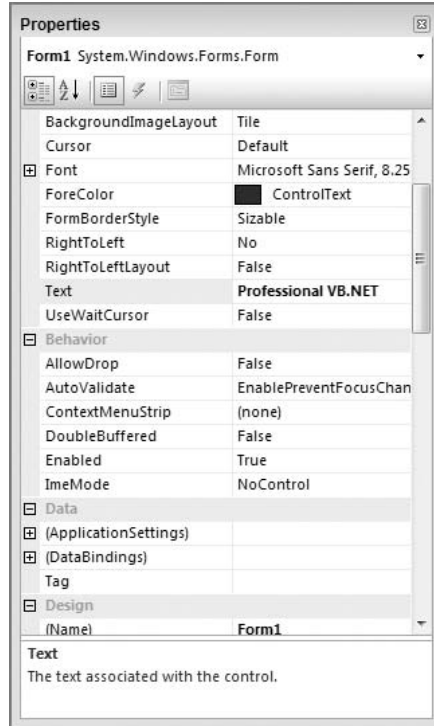 Properties
Form1 System.Windows.Forms.Form
BackgroundImageLayout Tile
Cursor Default
Font Microsoft Sans Serif, 8.25
ForeColor ControlText
FormBorderStyle Sizable
RightToLeft No
RightToLeftLayout False
Text Professional VB.NET
UseWaitCursor False
Behavior
AllowDrop False
AutoValidate EnablePreventFocusChan
ContextMenuStrip (none)
DoubleBuffered False
Enabled True
ImeMode NoControl
Data
(ApplicationSettings)
(DataBindings)
Tag
Design
(Name) Form1
Text
The text associated with the control.